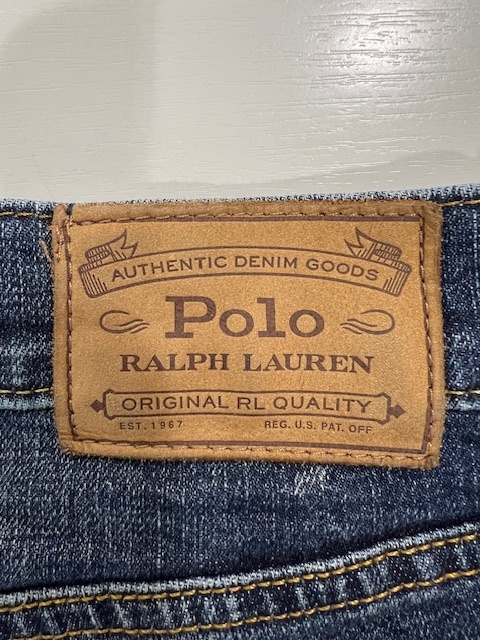 AUTHENTIC DENIM GOODS
Polo
RALPH LAUREN
ORIGINAL RL QUALITY
EST. 1967 REG. U.S. PAT. OFF